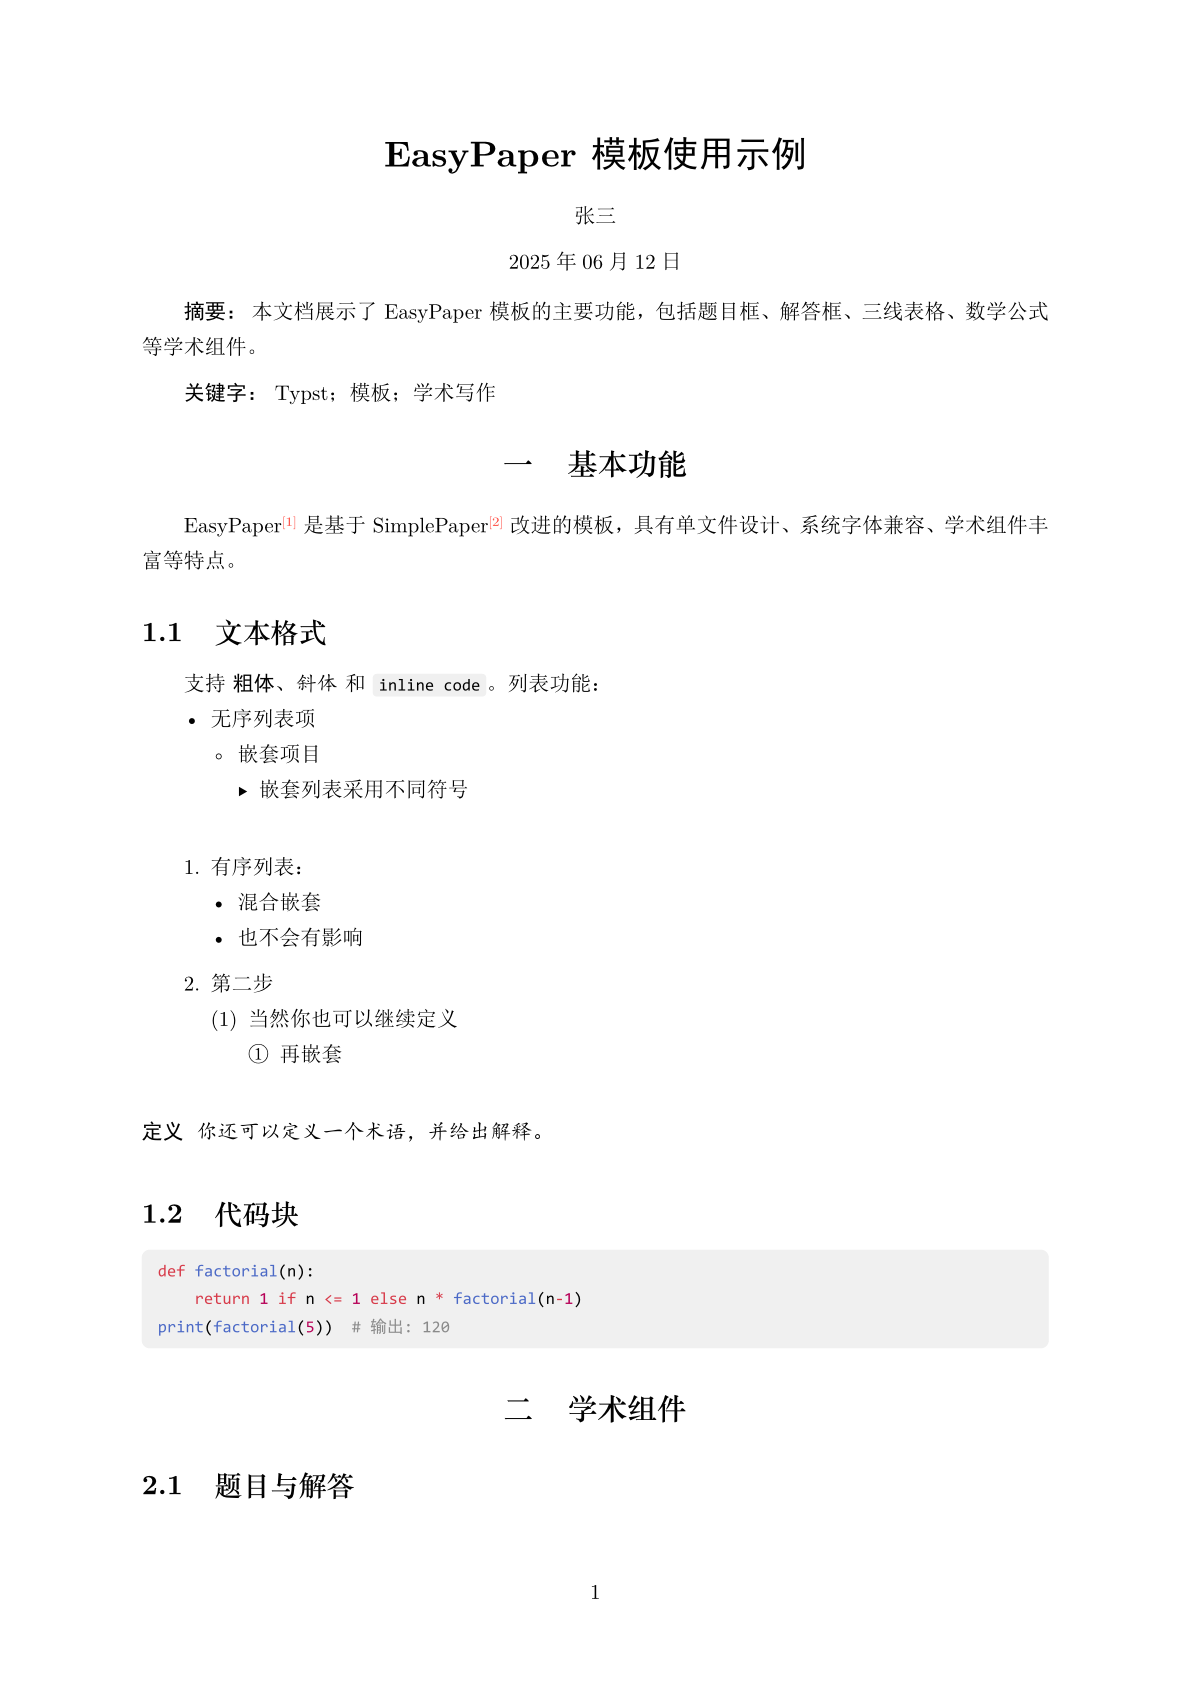 EasyPaper 模板使用示例
张三
2025 年 06 月 12 日
摘要： 本文档展示了 EasyPaper 模板的主要功能，包括题目框、解答框、三线表格、数学公式
等学术组件。
关键字： Typst；模板；学术写作
一 基本功能
EasyPaper[1] 是基于 SimplePaper[2] 改进的模板，具有单文件设计、系统字体兼容、学术组件丰
富等特点。
1.1 文本格式
支持 粗体、斜体 和 inline code。列表功能：
• 无序列表项
◦ 嵌套项目
‣ 嵌套列表采用不同符号
1. 有序列表：
• 混合嵌套
• 也不会有影响
2. 第二步
(1) 当然你也可以继续定义
① 再嵌套
定义 你还可以定义一个术语，并给出解释。
1.2 代码块
def factorial(n):
    return 1 if n <= 1 else n * factorial(n-1)
print(factorial(5))  # 输出: 120
二 学术组件
2.1 题目与解答
1